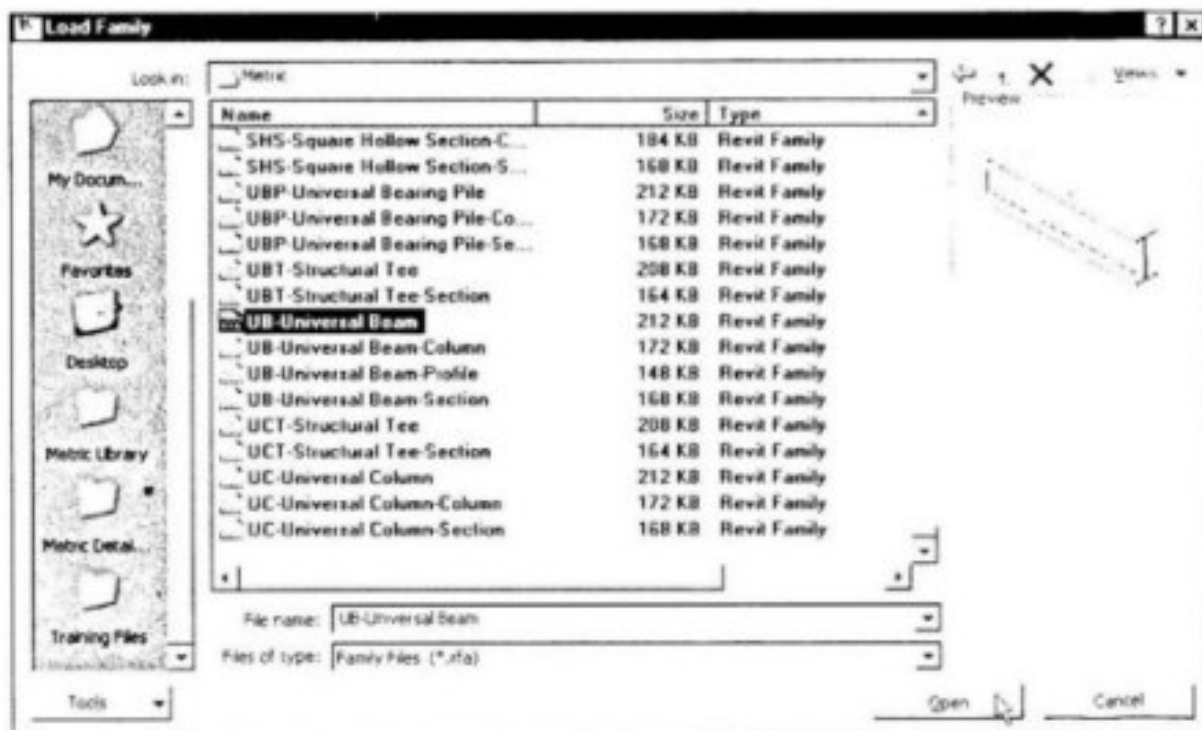 Load Family
Look in: Metric Views
Preview
Name Size Type
SHS-Square Hollow Section-C... 184 KB Revit Family
SHS-Square Hollow Section-S... 168 KB Revit Family
UBP-Universal Bearing Pile 212 KB Revit Family
UBP-Universal Bearing Pile-Co... 172 KB Revit Family
UBP-Universal Bearing Pile-Se... 168 KB Revit Family
UBT-Structural Tee 208 KB Revit Family
UBT-Structural Tee-Section 164 KB Revit Family
UB-Universal Beam 212 KB Revit Family
UB-Universal Beam-Column 172 KB Revit Family
UB-Universal Beam-Profile 148 KB Revit Family
UB-Universal Beam-Section 168 KB Revit Family
UCT-Structural Tee 208 KB Revit Family
UCT-Structural Tee-Section 164 KB Revit Family
UC-Universal Column 212 KB Revit Family
UC-Universal Column-Column 172 KB Revit Family
UC-Universal Column-Section 168 KB Revit Family
My Docum...
Favorites
Desktop
Metric Library
Metric Detai...
Training Files
File name: UB-Universal Beam
Files of type: Family Files (*.rfa)
Tools Open Cancel